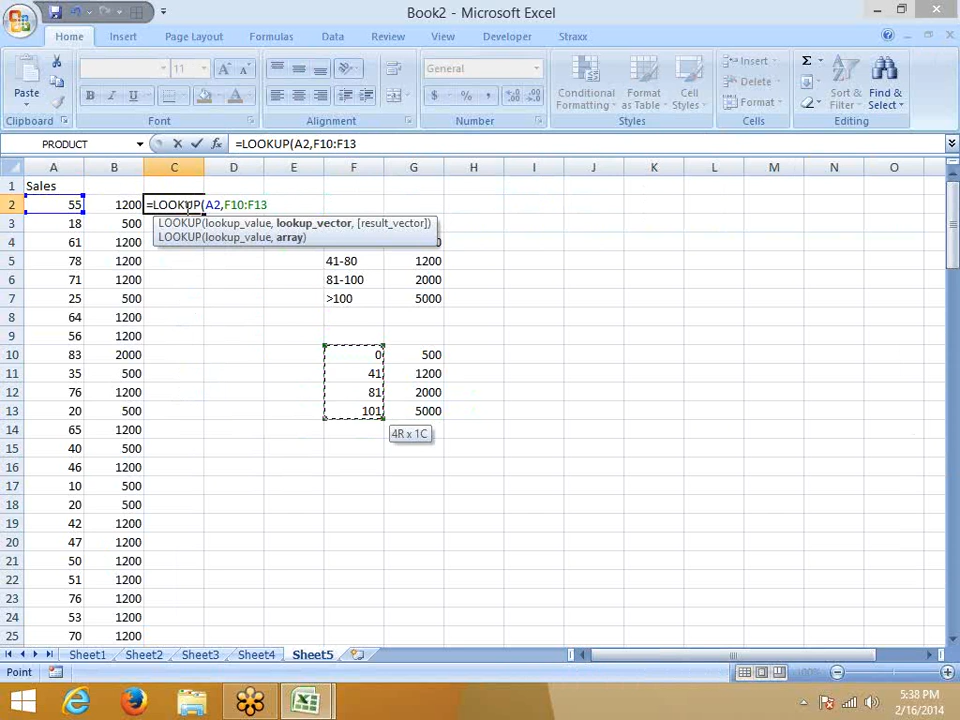 Book2 - Microsoft Excel
Home Insert Page Layout Formulas Data Review View Developer Straxx
Paste
Clipboard
11
A A
B I U
A
Font
Alignment
General
$ % ,
Number
Conditional Formatting
Format as Table
Cell Styles
Styles
Insert
Delete
Format
Cells
Σ
Sort & Filter
Find & Select
Editing
PRODUCT
fx
=LOOKUP(A2,F10:F13
A B C D E F G H I J K L M N O
1 Sales
2 55 1200 =LOOKUP(A2,F10:F13
LOOKUP(lookup_value, lookup_vector, [result_vector])
LOOKUP(lookup_value, array)
3 18 500
4 61 1200
5 78 1200 41-80 1200
6 71 1200 81-100 2000
7 25 500 >100 5000
8 64 1200
9 56 1200
10 83 2000 0 500
11 35 500 41 1200
12 76 1200 81 2000
13 20 500 101 5000
4R x 1C
14 65 1200
15 40 500
16 46 1200
17 10 500
18 20 500
19 42 1200
20 47 1200
21 50 1200
22 51 1200
23 76 1200
24 53 1200
25 70 1200
Sheet1 Sheet2 Sheet3 Sheet4 Sheet5
Point
100%
5:38 PM
2/16/2014